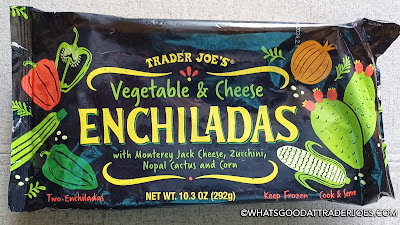 TRADER JOE'S®
Vegetable & Cheese
ENCHILADAS
with Monterey Jack Cheese, Zucchini,
Nopal Cactus and Corn
Two Enchiladas
NET WT. 10.3 OZ (292g)
Keep Frozen Cook & Serve
©WHATSGOODATTRADERJOES.COM